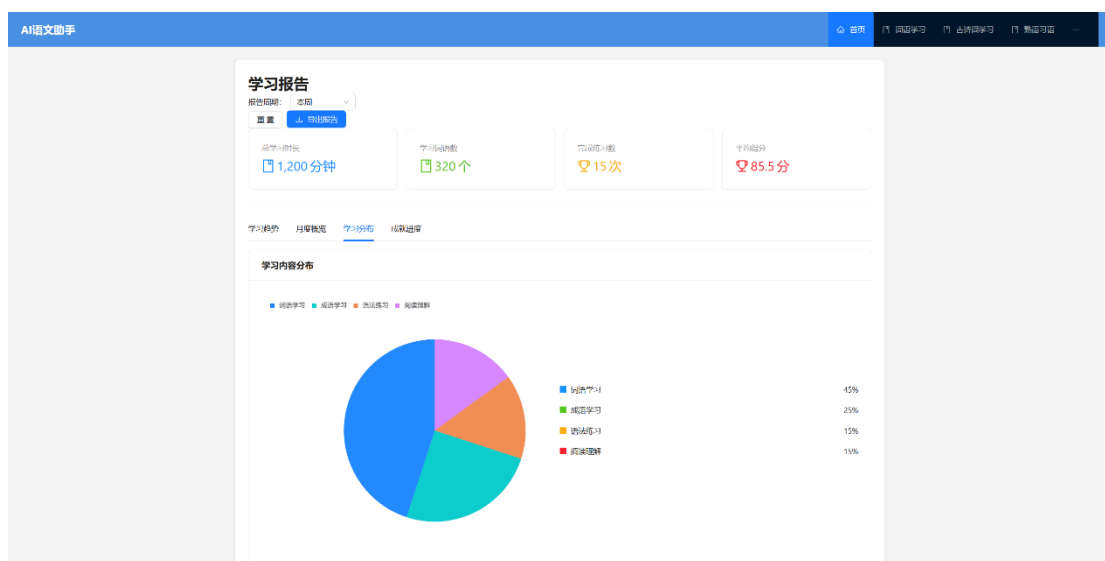 AI语文助手
首页 词语学习 古诗词学习 熟语习语 ...
学习报告
报告周期： 本周
重 置 导出报告
总学习时长 学习词语数 完成练习数 平均得分
1,200 分钟 320 个 15 次 85.5 分
学习趋势 月度概览 学习分布 成就进度
学习内容分布
词语学习 成语学习 语法练习 阅读理解
词语学习 45%
成语学习 25%
语法练习 15%
阅读理解 15%